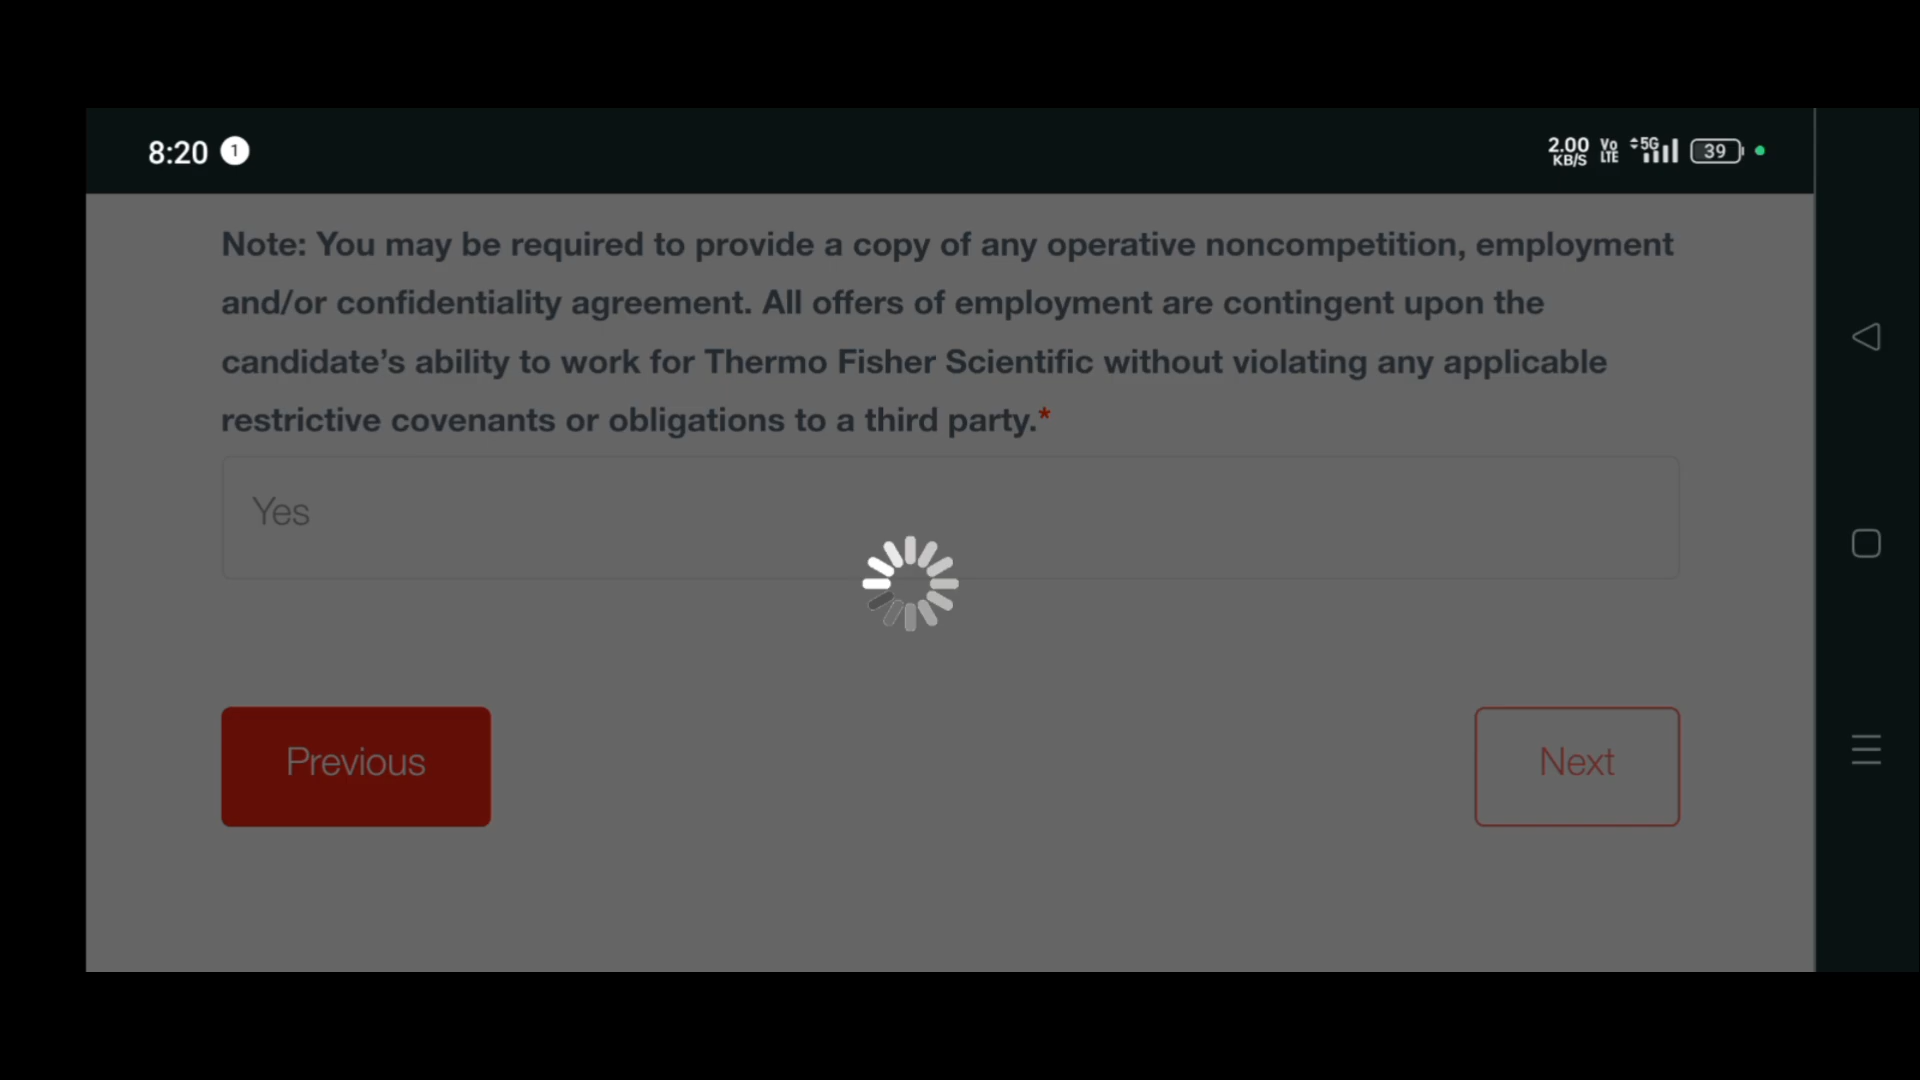 8:20 1
2.00 KB/S Vo LTE 5G 39
Note: You may be required to provide a copy of any operative noncompetition, employment
and/or confidentiality agreement. All offers of employment are contingent upon the
candidate’s ability to work for Thermo Fisher Scientific without violating any applicable
restrictive covenants or obligations to a third party.*
Yes
Previous
Next